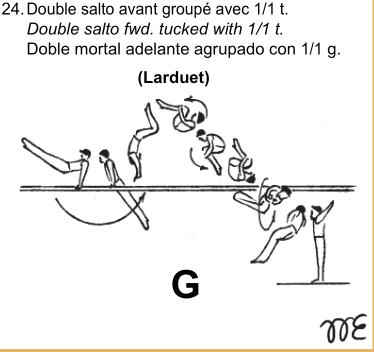 24. Double salto avant groupé avec 1/1 t.
Double salto fwd. tucked with 1/1 t.
Doble mortal adelante agrupado con 1/1 g.
(Larduet)
G